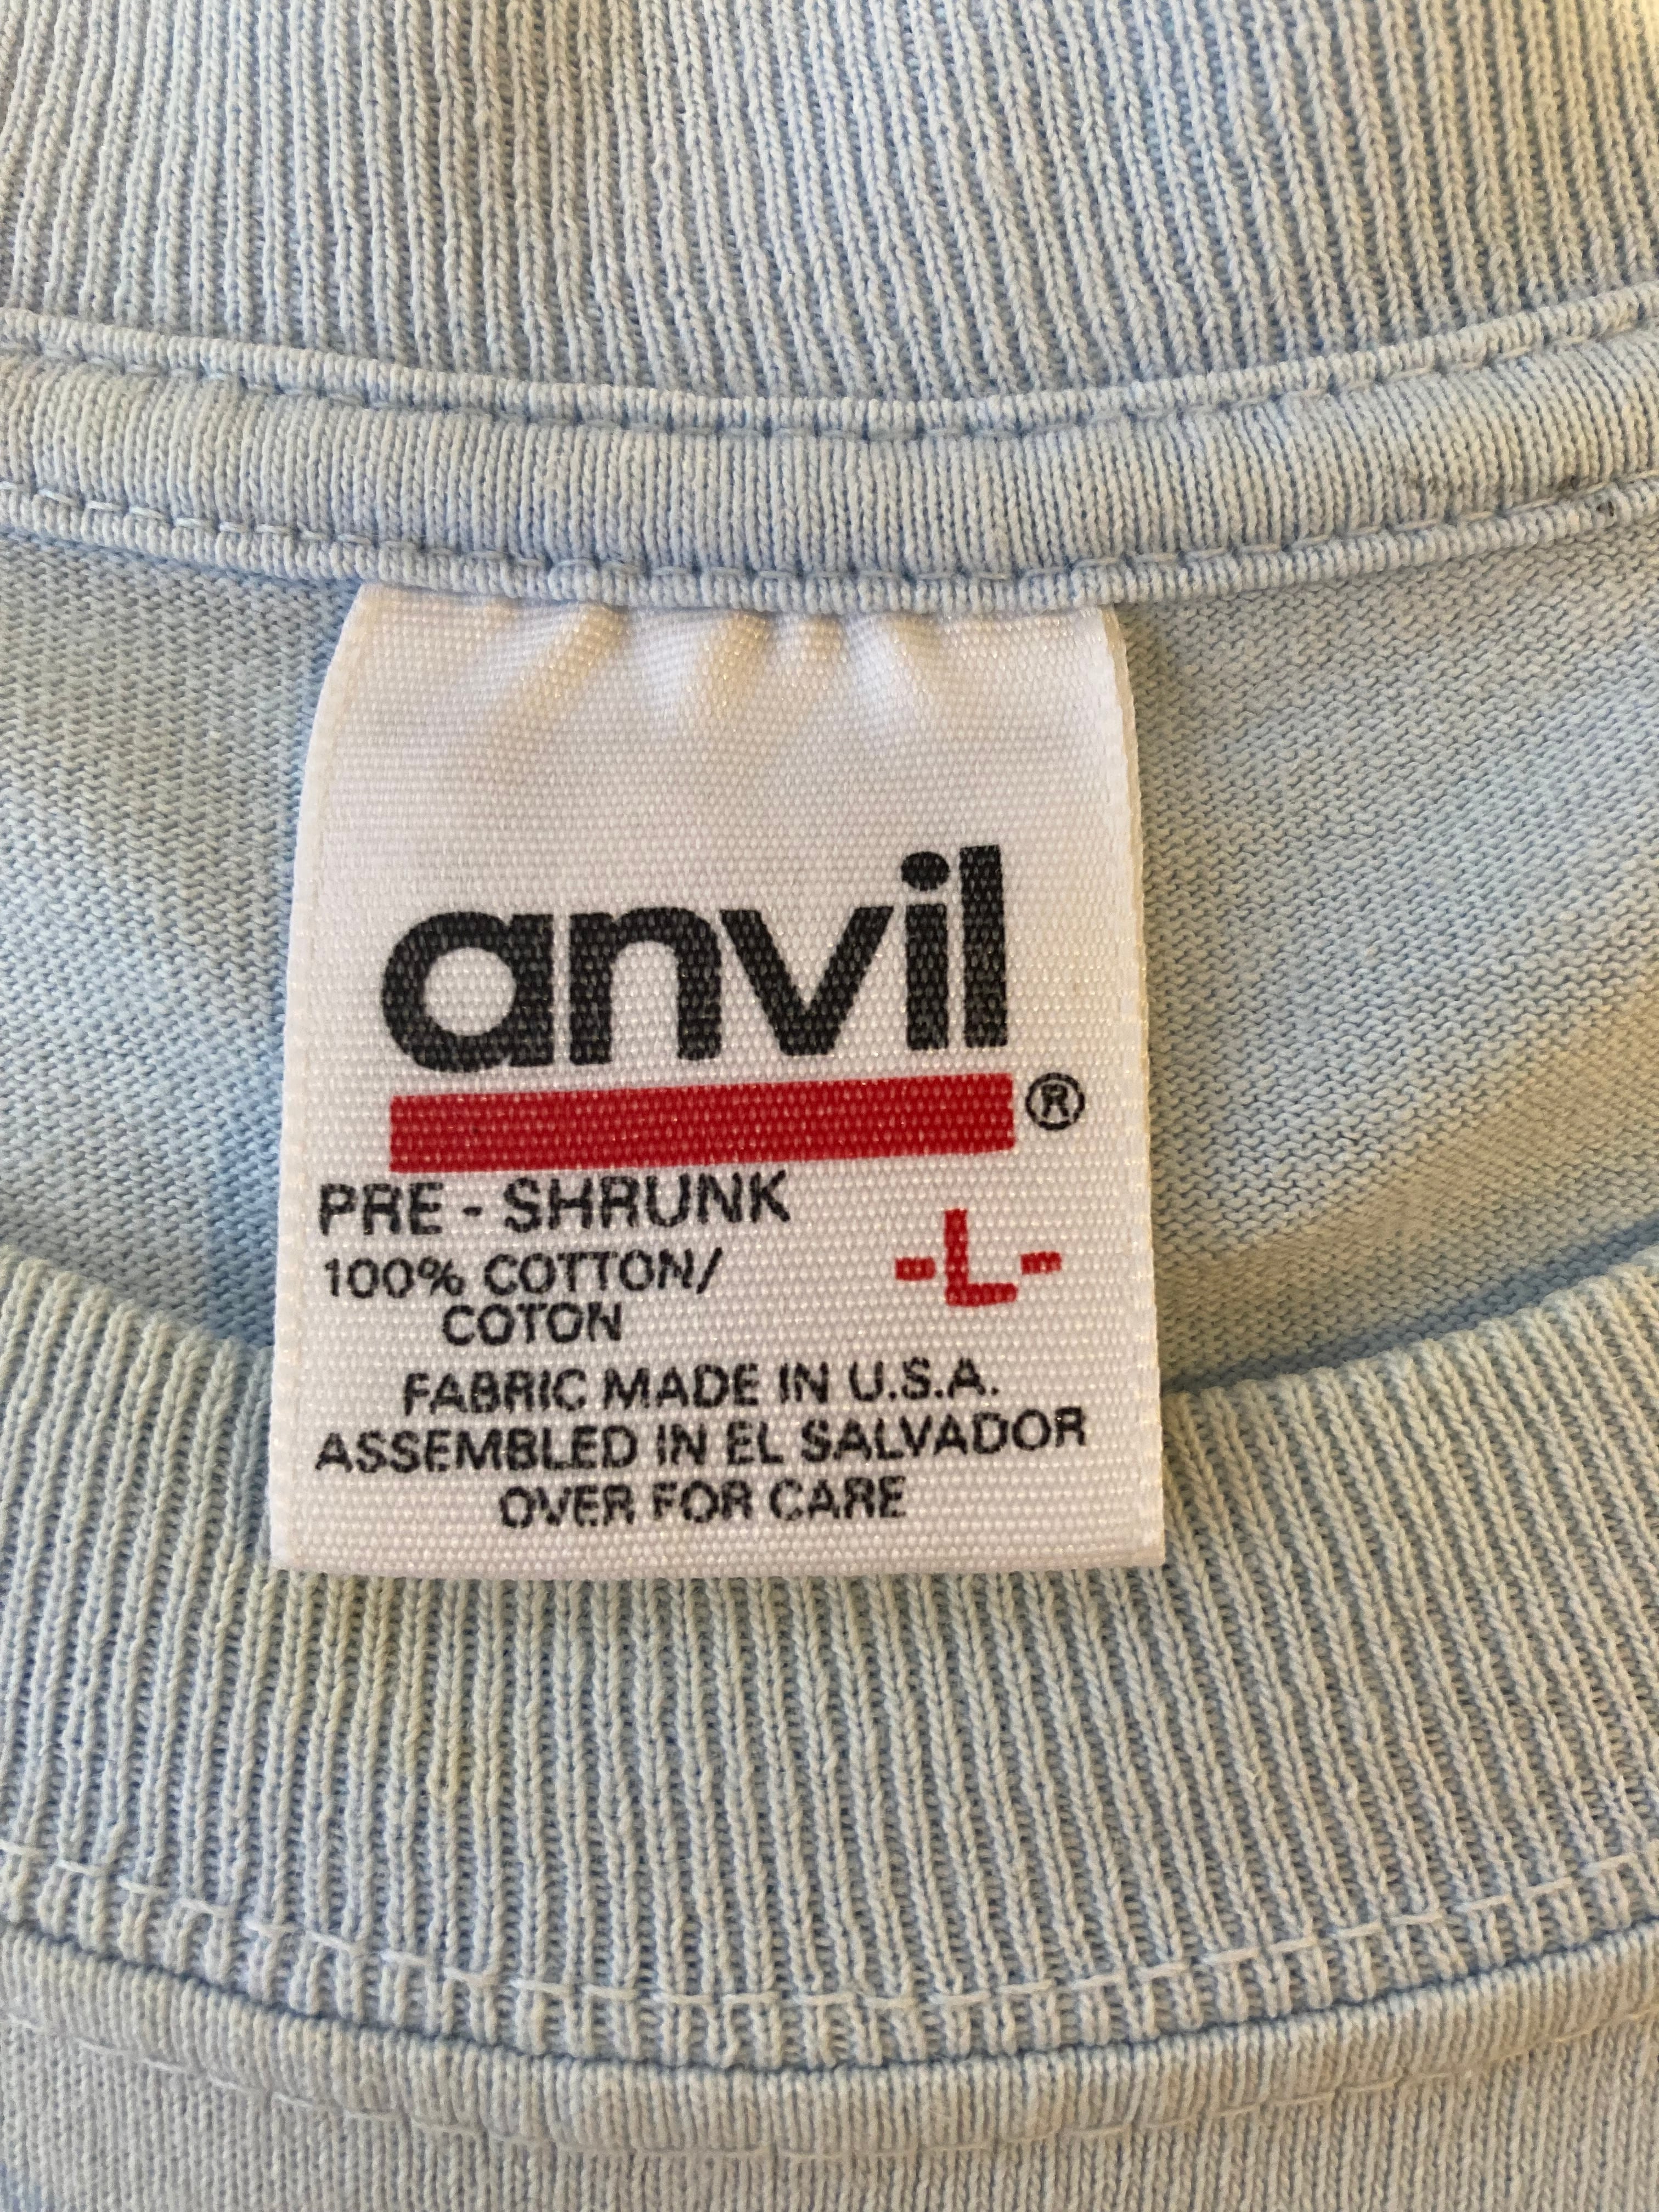 anvil
®
PRE - SHRUNK
100% COTTON/
COTON
-L-
FABRIC MADE IN U.S.A.
ASSEMBLED IN EL SALVADOR
OVER FOR CARE